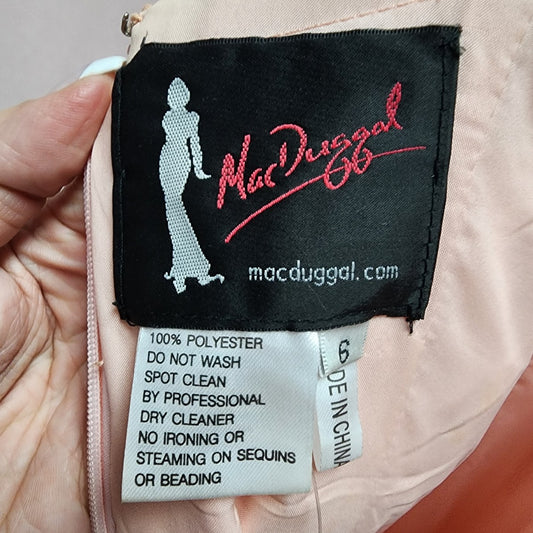 MacDuggal
macduggal.com
100% POLYESTER
DO NOT WASH
SPOT CLEAN
BY PROFESSIONAL
DRY CLEANER
NO IRONING OR
STEAMING ON SEQUINS
OR BEADING
6
DE IN CHINA